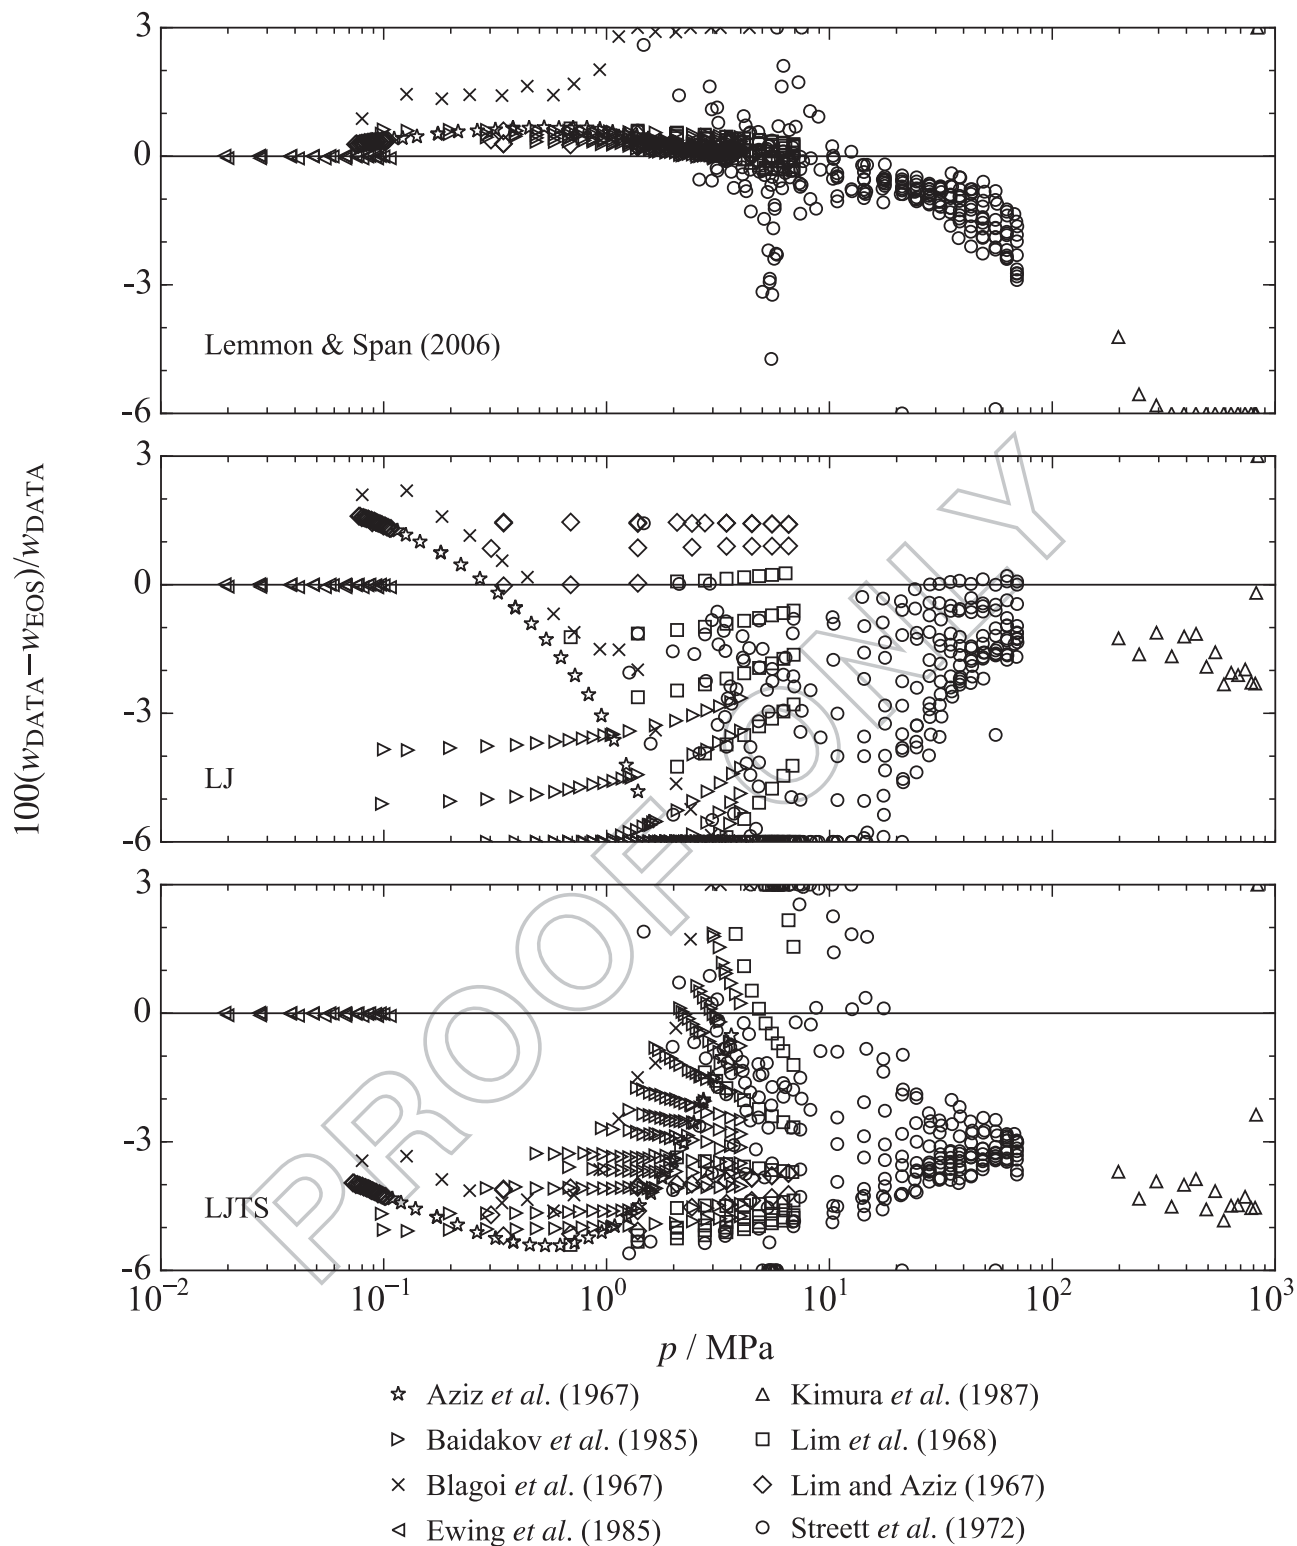 3
0
-3
-6
Lemmon & Span (2006)
3
0
-3
-6
LJ
3
0
-3
-6
LJTS
100(wDATA−wEOS)/wDATA
10−2
10−1
100
101
102
103
p / MPa
PROOF ONLY
Aziz et al. (1967)
Kimura et al. (1987)
Baidakov et al. (1985)
Lim et al. (1968)
Blagoi et al. (1967)
Lim and Aziz (1967)
Ewing et al. (1985)
Streett et al. (1972)